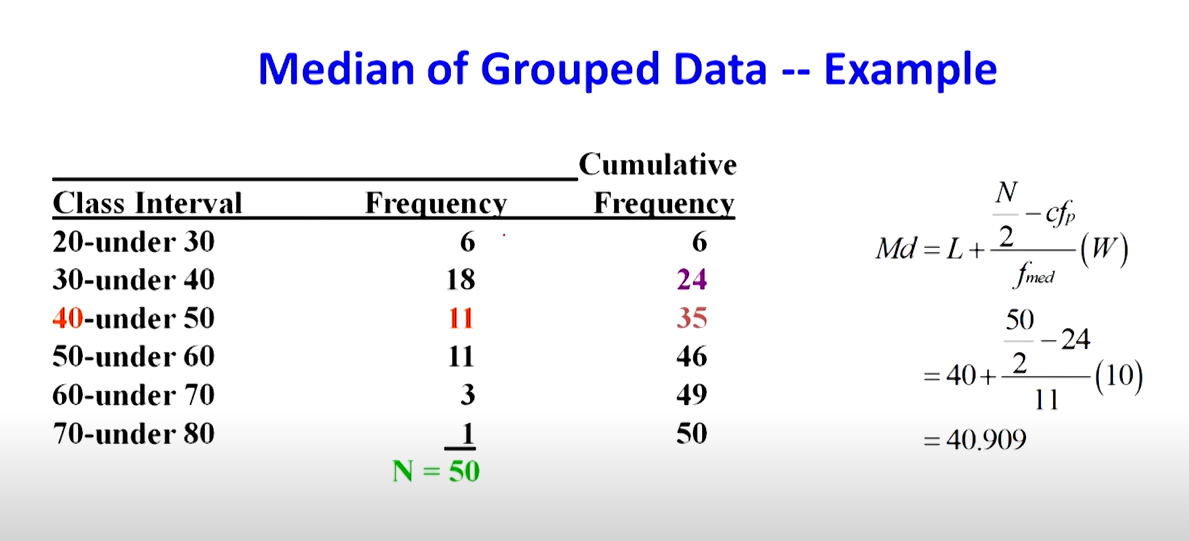 Median of Grouped Data -- Example
Cumulative
Class Interval Frequency Frequency
20-under 30 6 6
30-under 40 18 24
40-under 50 11 35
50-under 60 11 46
60-under 70 3 49
70-under 80 1 50
N = 50
Md = L + (N/2 − cfp)/fmed (W)
= 40 + (50/2 − 24)/11 (10)
= 40.909